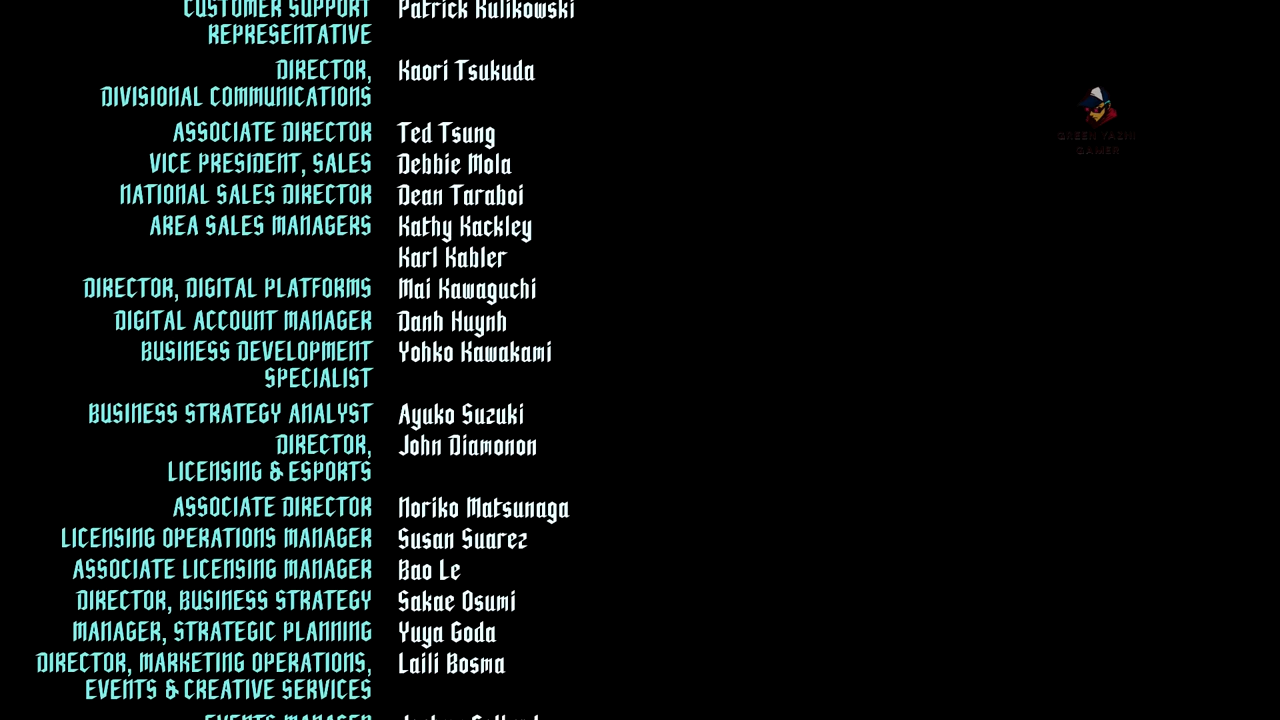 CUSTOMER SUPPORT Patrick Kulikowski
REPRESENTATIVE
DIRECTOR, Kaori Tsukuda
DIVISIONAL COMMUNICATIONS
ASSOCIATE DIRECTOR Ted Tsung
VICE PRESIDENT, SALES Debbie Mola
NATIONAL SALES DIRECTOR Dean Taraboi
AREA SALES MANAGERS Kathy Kackley
Karl Kabler
DIRECTOR, DIGITAL PLATFORMS Mai Kawaguchi
DIGITAL ACCOUNT MANAGER Danh Huynh
BUSINESS DEVELOPMENT Yohko Kawakami
SPECIALIST
BUSINESS STRATEGY ANALYST Ayuko Suzuki
DIRECTOR, John Diamonon
LICENSING & ESPORTS
ASSOCIATE DIRECTOR Noriko Matsunaga
LICENSING OPERATIONS MANAGER Susan Suarez
ASSOCIATE LICENSING MANAGER Bao Le
DIRECTOR, BUSINESS STRATEGY Sakae Osumi
MANAGER, STRATEGIC PLANNING Yuya Goda
DIRECTOR, MARKETING OPERATIONS, Laili Bosma
EVENTS & CREATIVE SERVICES
EVENTS MANAGER
GAMER